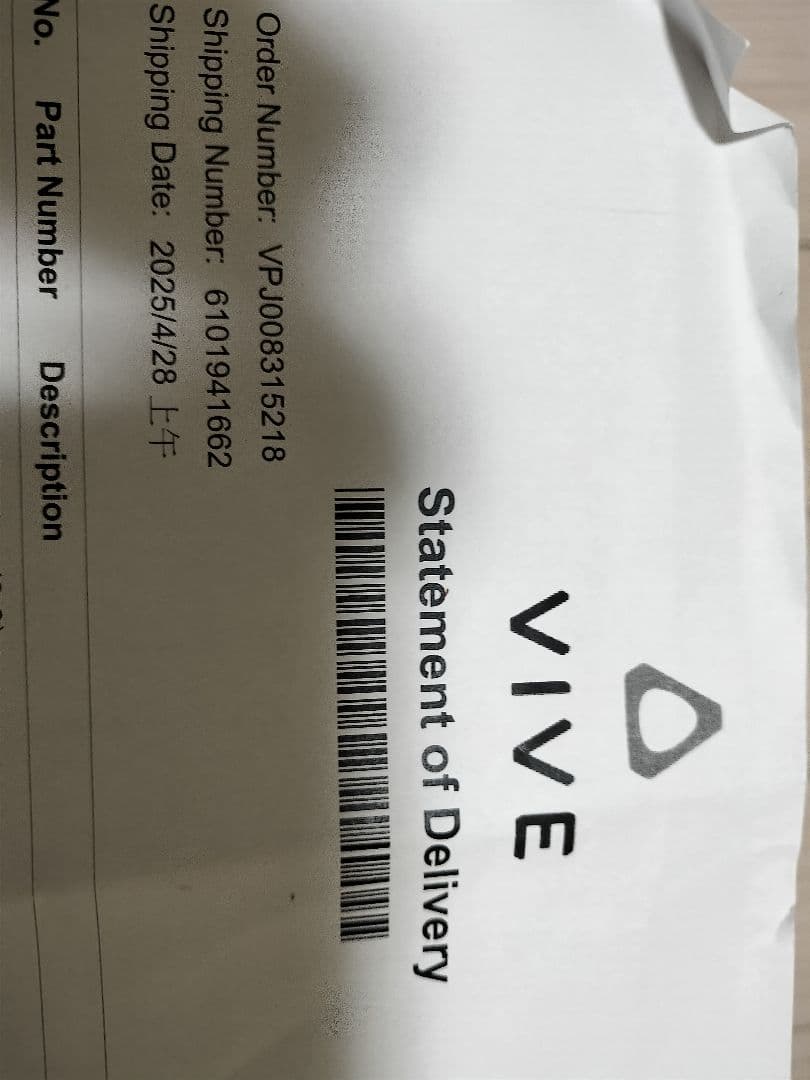 VIVE
Statement of Delivery
Order Number: VPJ008315218
Shipping Number: 6101941662
Shipping Date: 2025/4/28 上午
No. Part Number Description